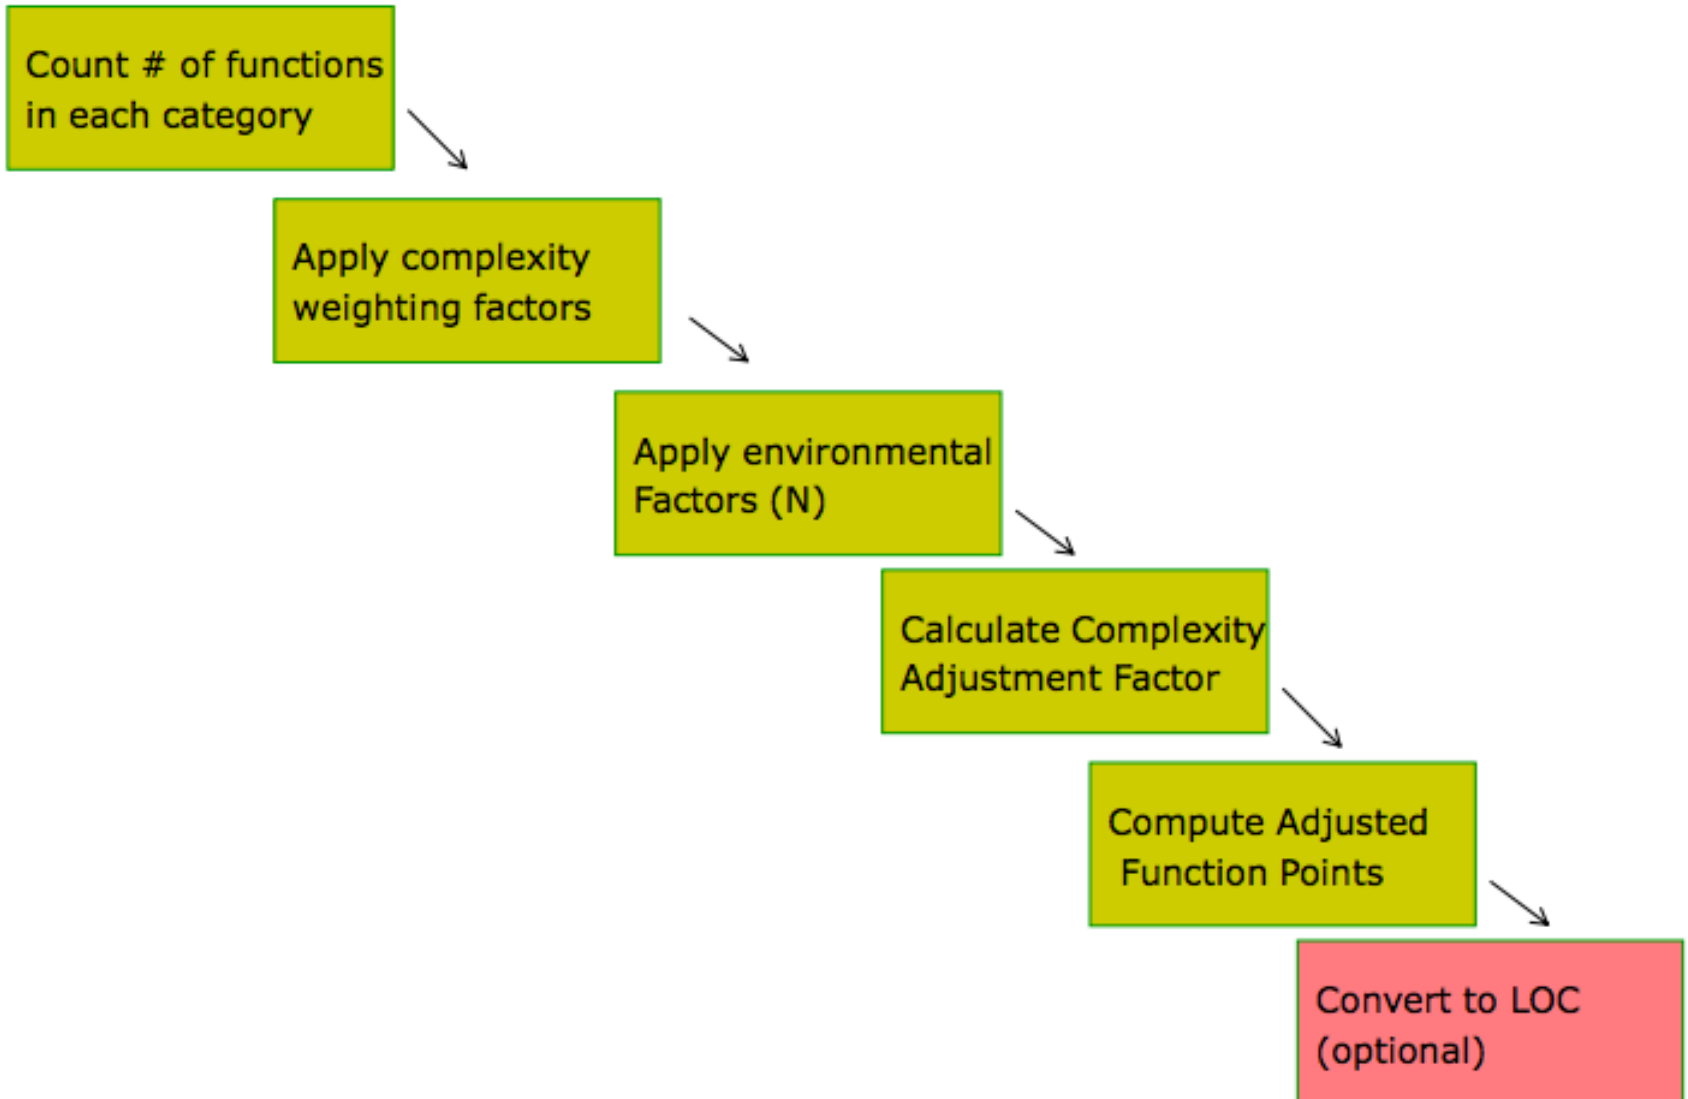 Count # of functions
in each category
Apply complexity
weighting factors
Apply environmental
Factors (N)
Calculate Complexity
Adjustment Factor
Compute Adjusted
Function Points
Convert to LOC
(optional)